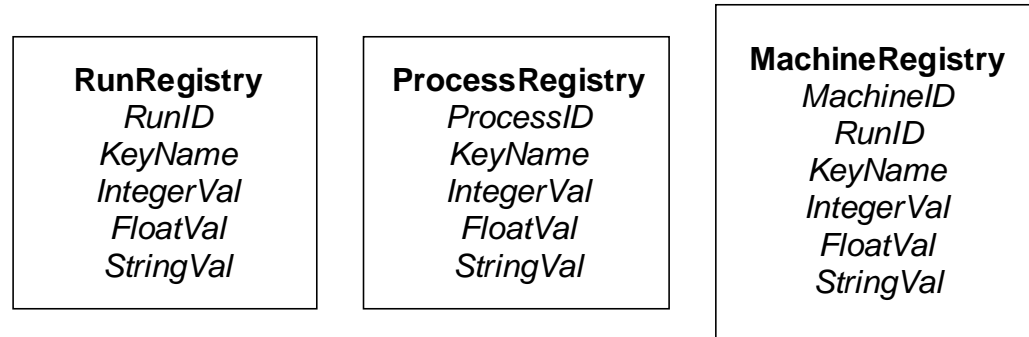 RunRegistry
RunID
KeyName
IntegerVal
FloatVal
StringVal
ProcessRegistry
ProcessID
KeyName
IntegerVal
FloatVal
StringVal
MachineRegistry
MachineID
RunID
KeyName
IntegerVal
FloatVal
StringVal